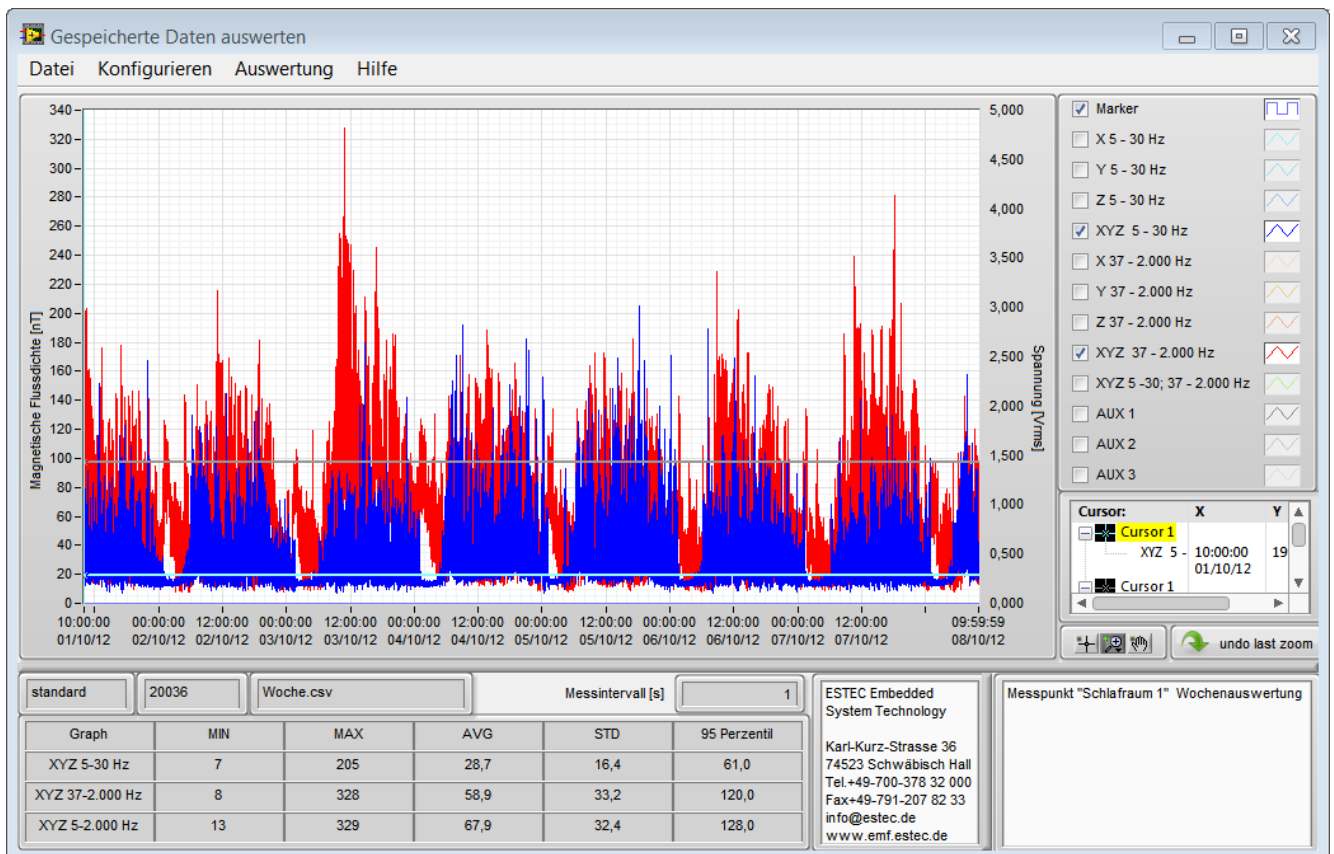 Gespeicherte Daten auswerten
Datei Konfigurieren Auswertung Hilfe
Magnetische Flussdichte [nT]
340
320
300
280
260
240
220
200
180
160
140
120
100
80
60
40
20
0
5,000
4,500
4,000
3,500
3,000
2,500
2,000
1,500
1,000
0,500
0,000
Spannung [Vrms]
10:00:00 00:00:00 12:00:00 00:00:00 12:00:00 00:00:00 12:00:00 00:00:00 12:00:00 00:00:00 12:00:00 00:00:00 12:00:00 09:59:59
01/10/12 02/10/12 02/10/12 03/10/12 03/10/12 04/10/12 04/10/12 05/10/12 05/10/12 06/10/12 06/10/12 07/10/12 07/10/12 08/10/12
Marker
X 5 - 30 Hz
Y 5 - 30 Hz
Z 5 - 30 Hz
XYZ 5 - 30 Hz
X 37 - 2.000 Hz
Y 37 - 2.000 Hz
Z 37 - 2.000 Hz
XYZ 37 - 2.000 Hz
XYZ 5 -30; 37 - 2.000 Hz
AUX 1
AUX 2
AUX 3
Cursor: X Y
Cursor 1
XYZ 5 - 10:00:00 19
01/10/12
Cursor 1
undo last zoom
standard 20036 Woche.csv Messintervall [s] 1
Graph MIN MAX AVG STD 95 Perzentil
XYZ 5-30 Hz 7 205 28,7 16,4 61,0
XYZ 37-2.000 Hz 8 328 58,9 33,2 120,0
XYZ 5-2.000 Hz 13 329 67,9 32,4 128,0
ESTEC Embedded
System Technology
Karl-Kurz-Strasse 36
74523 Schwäbisch Hall
Tel.+49-700-378 32 000
Fax+49-791-207 82 33
info@estec.de
www.emf.estec.de
Messpunkt "Schlafraum 1" Wochenauswertung